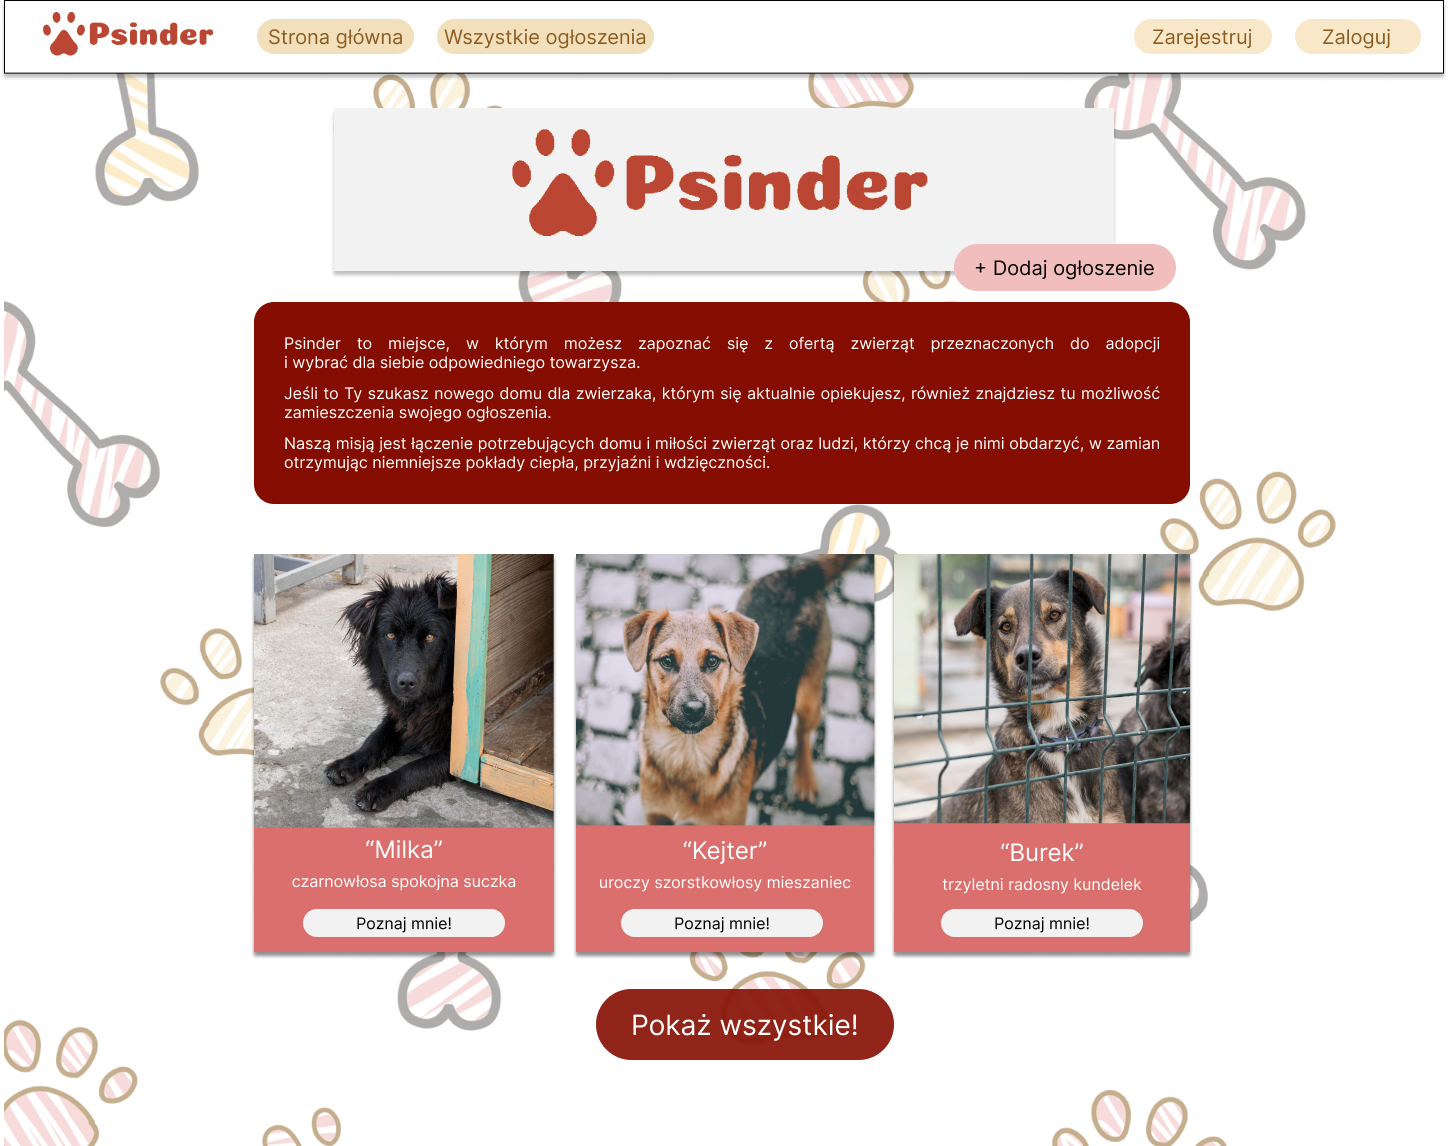 Psinder
Strona główna
Wszystkie ogłoszenia
Zarejestruj
Zaloguj
Psinder
+ Dodaj ogłoszenie
Psinder to miejsce, w którym możesz zapoznać się z ofertą zwierząt przeznaczonych do adopcji
i wybrać dla siebie odpowiedniego towarzysza.
Jeśli to Ty szukasz nowego domu dla zwierzaka, którym się aktualnie opiekujesz, również znajdziesz tu możliwość
zamieszczenia swojego ogłoszenia.
Naszą misją jest łączenie potrzebujących domu i miłości zwierząt oraz ludzi, którzy chcą je nimi obdarzyć, w zamian
otrzymując niemniejsze pokłady ciepła, przyjaźni i wdzięczności.
“Milka”
czarnowłosa spokojna suczka
Poznaj mnie!
“Kejter”
uroczy szorstkowłosy mieszaniec
Poznaj mnie!
“Burek”
trzyletni radosny kundelek
Poznaj mnie!
Pokaż wszystkie!